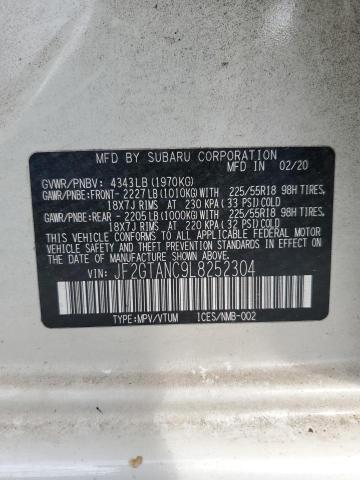 MFD BY SUBARU CORPORATION
MFD IN 02/20
GVWR/PNBV: 4343LB (1970KG)
GAWR/PNBE:FRONT- 2227LB (1010KG)WITH 225/55R18 98H TIRES,
18X7J RIMS AT 230 KPA(33 PSI)COLD
GAWR/PNBE:REAR - 2205LB (1000KG)WITH 225/55R18 98H TIRES,
18X7J RIMS AT 220 KPA(32 PSI)COLD
THIS VEHICLE CONFORMS TO ALL APPLICABLE FEDERAL MOTOR
VEHICLE SAFETY, BUMPER, AND THEFT PREVENTION STANDARDS IN EFFECT
ON THE DATE OF MANUFACTURE SHOWN ABOVE.
VIN: JF2GTANC9L8252304
TYPE:MPV/VTUM ICES/NMB-002